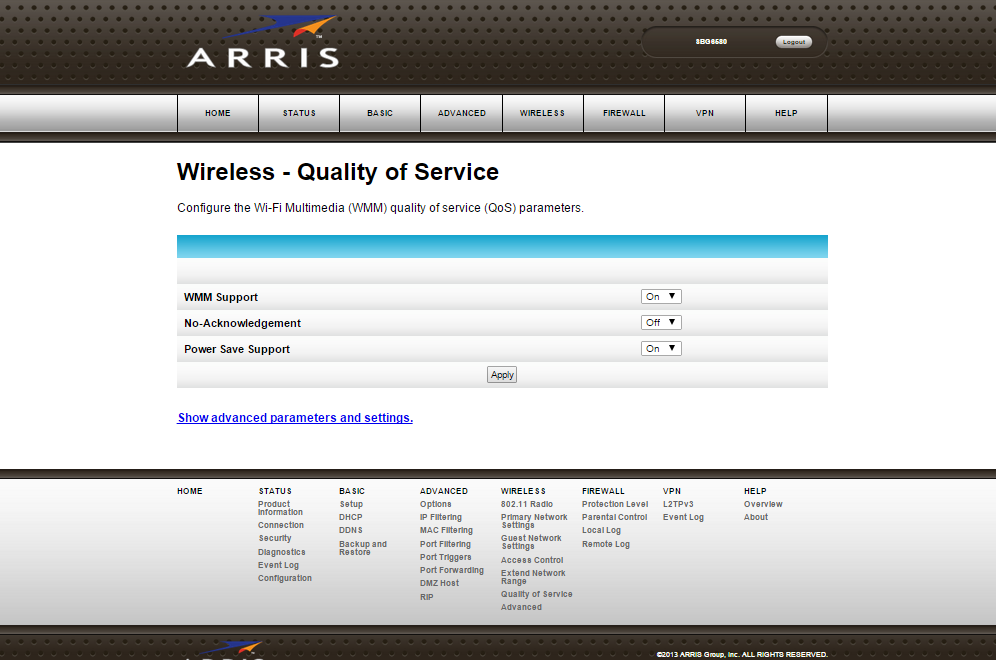 ARRIS
™
SBG6580
Logout
HOME STATUS BASIC ADVANCED WIRELESS FIREWALL VPN HELP
Wireless - Quality of Service
Configure the Wi-Fi Multimedia (WMM) quality of service (QoS) parameters.
WMM Support On ▼
No-Acknowledgement Off ▼
Power Save Support On ▼
Apply
Show advanced parameters and settings.
HOME
STATUS
Product
Information
Connection
Security
Diagnostics
Event Log
Configuration
BASIC
Setup
DHCP
DDNS
Backup and
Restore
ADVANCED
Options
IP Filtering
MAC Filtering
Port Filtering
Port Triggers
Port Forwarding
DMZ Host
RIP
WIRELESS
802.11 Radio
Primary Network
Settings
Guest Network
Settings
Access Control
Extend Network
Range
Quality of Service
Advanced
FIREWALL
Protection Level
Parental Control
Local Log
Remote Log
VPN
L2TPv3
Event Log
HELP
Overview
About
ARRIS
©2013 ARRIS Group, Inc. ALL RIGHTS RESERVED.